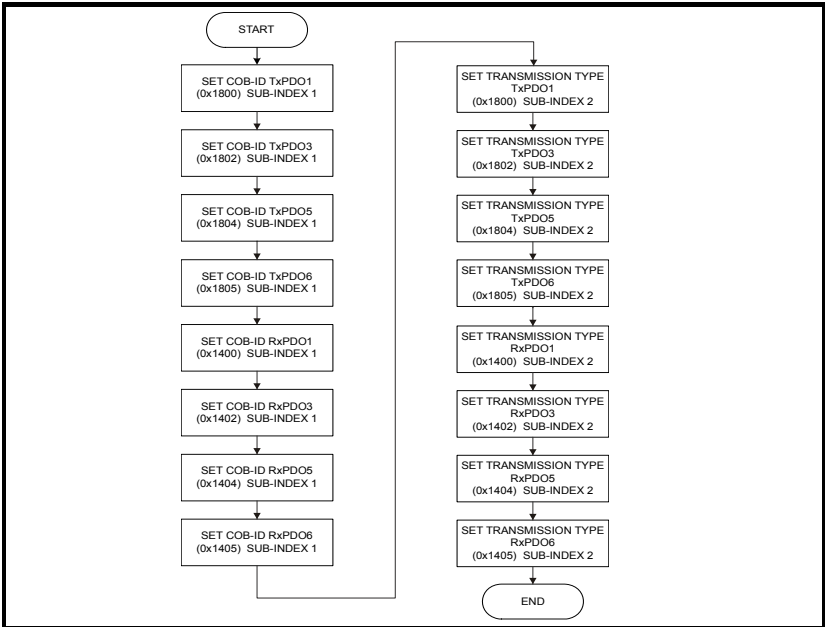 START
SET COB-ID TxPDO1
(0x1800) SUB-INDEX 1
SET COB-ID TxPDO3
(0x1802) SUB-INDEX 1
SET COB-ID TxPDO5
(0x1804) SUB-INDEX 1
SET COB-ID TxPDO6
(0x1805) SUB-INDEX 1
SET COB-ID RxPDO1
(0x1400) SUB-INDEX 1
SET COB-ID RxPDO3
(0x1402) SUB-INDEX 1
SET COB-ID RxPDO5
(0x1404) SUB-INDEX 1
SET COB-ID RxPDO6
(0x1405) SUB-INDEX 1
SET TRANSMISSION TYPE
TxPDO1
(0x1800) SUB-INDEX 2
SET TRANSMISSION TYPE
TxPDO3
(0x1802) SUB-INDEX 2
SET TRANSMISSION TYPE
TxPDO5
(0x1804) SUB-INDEX 2
SET TRANSMISSION TYPE
TxPDO6
(0x1805) SUB-INDEX 2
SET TRANSMISSION TYPE
RxPDO1
(0x1400) SUB-INDEX 2
SET TRANSMISSION TYPE
RxPDO3
(0x1402) SUB-INDEX 2
SET TRANSMISSION TYPE
RxPDO5
(0x1404) SUB-INDEX 2
SET TRANSMISSION TYPE
RxPDO6
(0x1405) SUB-INDEX 2
END